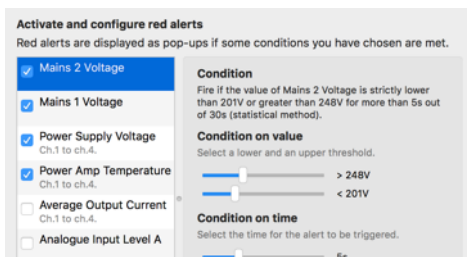 Activate and configure red alerts
Red alerts are displayed as pop-ups if some conditions you have chosen are met.
Mains 2 Voltage
Mains 1 Voltage
Power Supply Voltage
Ch.1 to ch.4.
Power Amp Temperature
Ch.1 to ch.4.
Average Output Current
Ch.1 to ch.4.
Analogue Input Level A
Condition
Fire if the value of Mains 2 Voltage is strictly lower
than 201V or greater than 248V for more than 5s out
of 30s (statistical method).
Condition on value
Select a lower and an upper threshold.
> 248V
< 201V
Condition on time
Select the time for the alert to be triggered.
5s